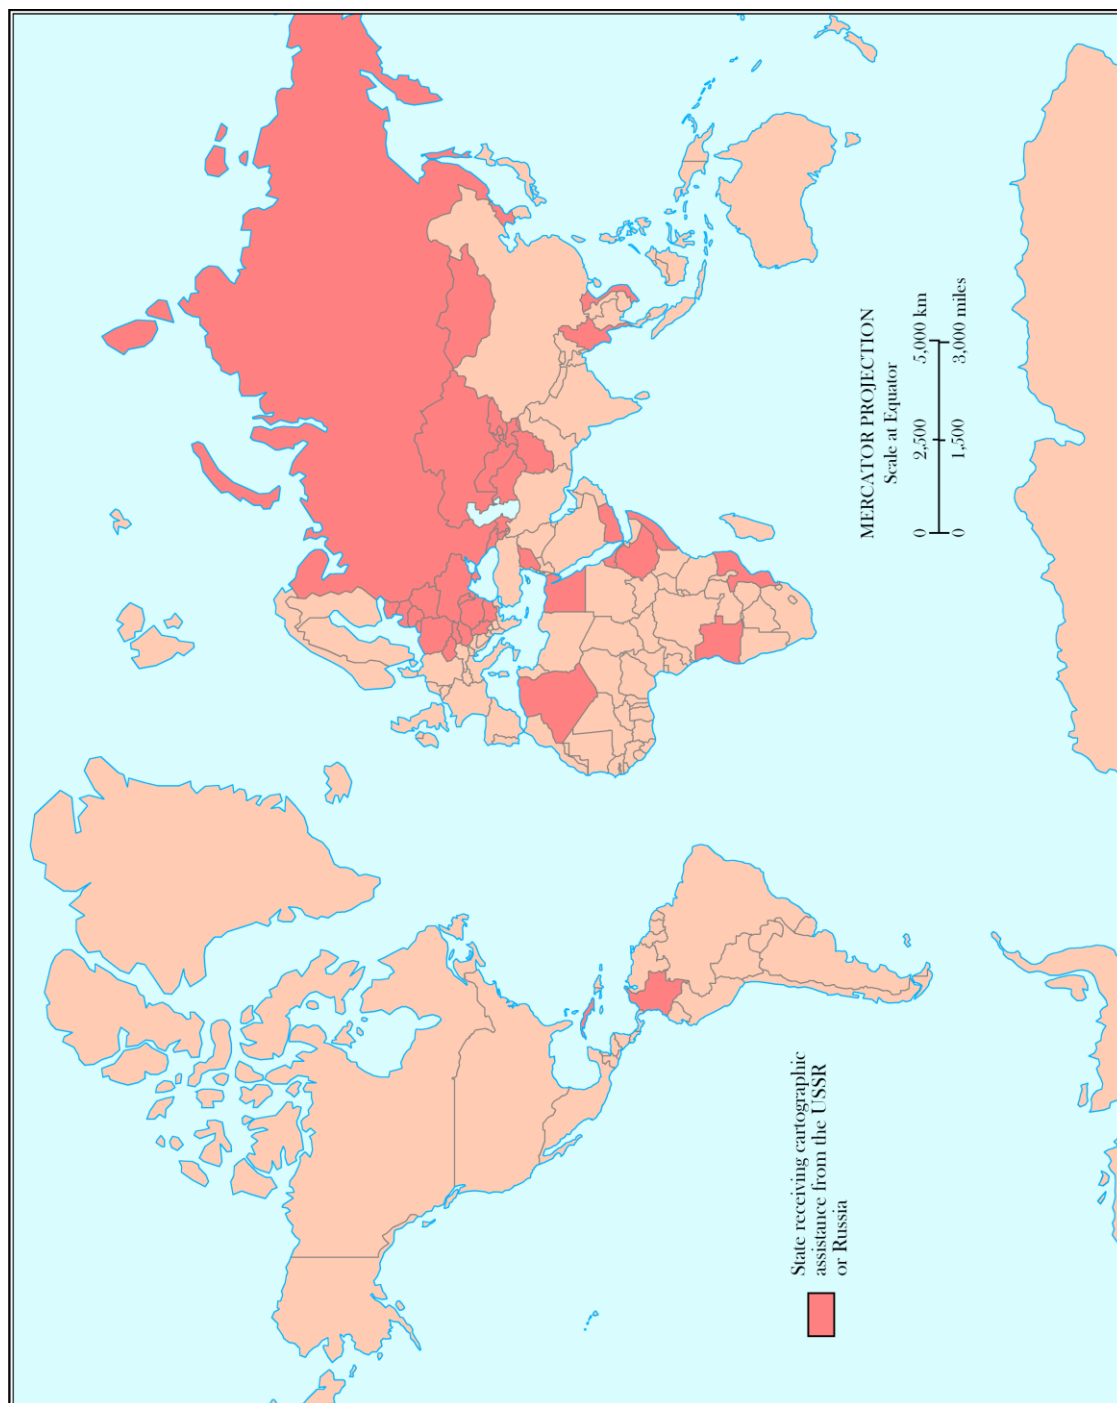 MERCATOR PROJECTION
Scale at Equator
0 2,500 5,000 km
0 1,500 3,000 miles
State receiving cartographic
assistance from the USSR
or Russia